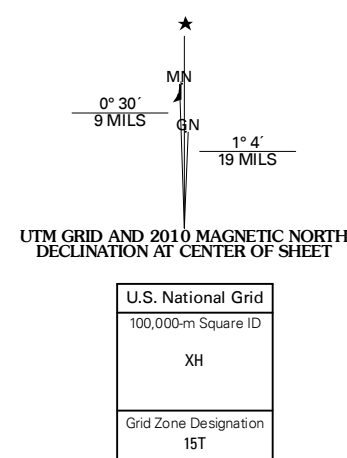 MN
0° 30´
9 MILS
GN
1° 4´
19 MILS
UTM GRID AND 2010 MAGNETIC NORTH
DECLINATION AT CENTER OF SHEET
U.S. National Grid
100,000-m Square ID
XH
Grid Zone Designation
15T